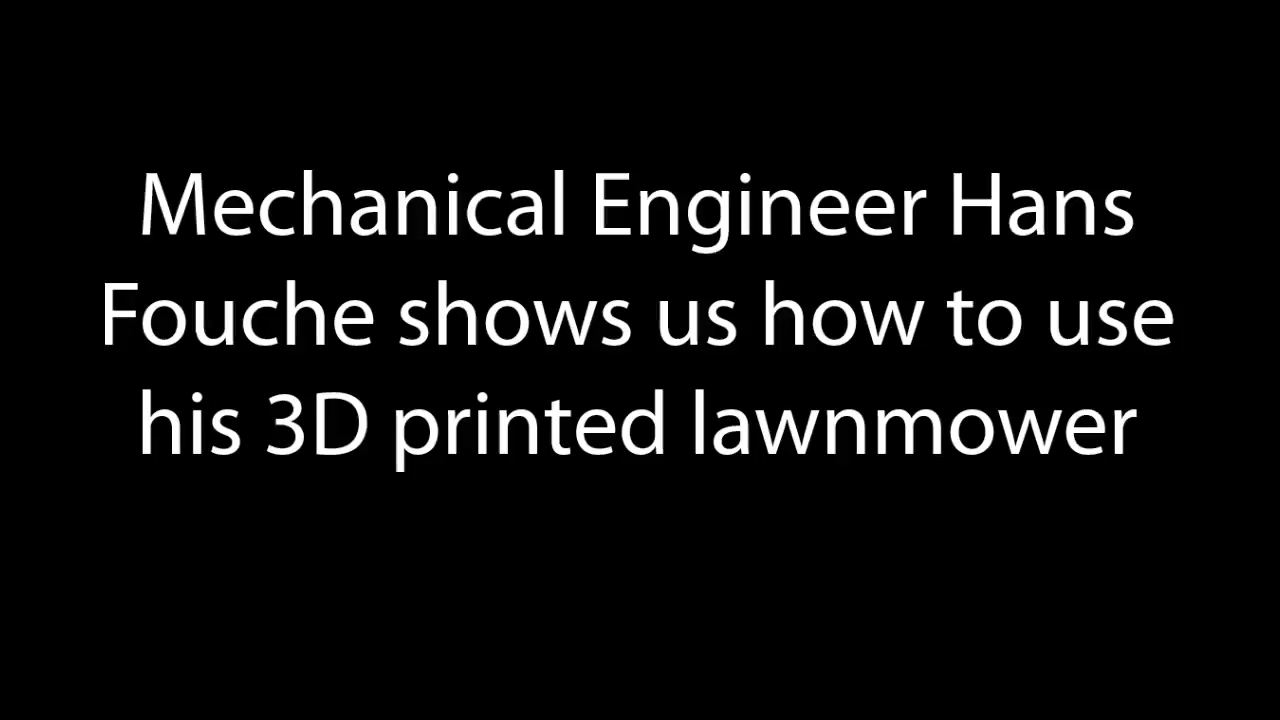 Mechanical Engineer Hans
Fouche shows us how to use
his 3D printed lawnmower